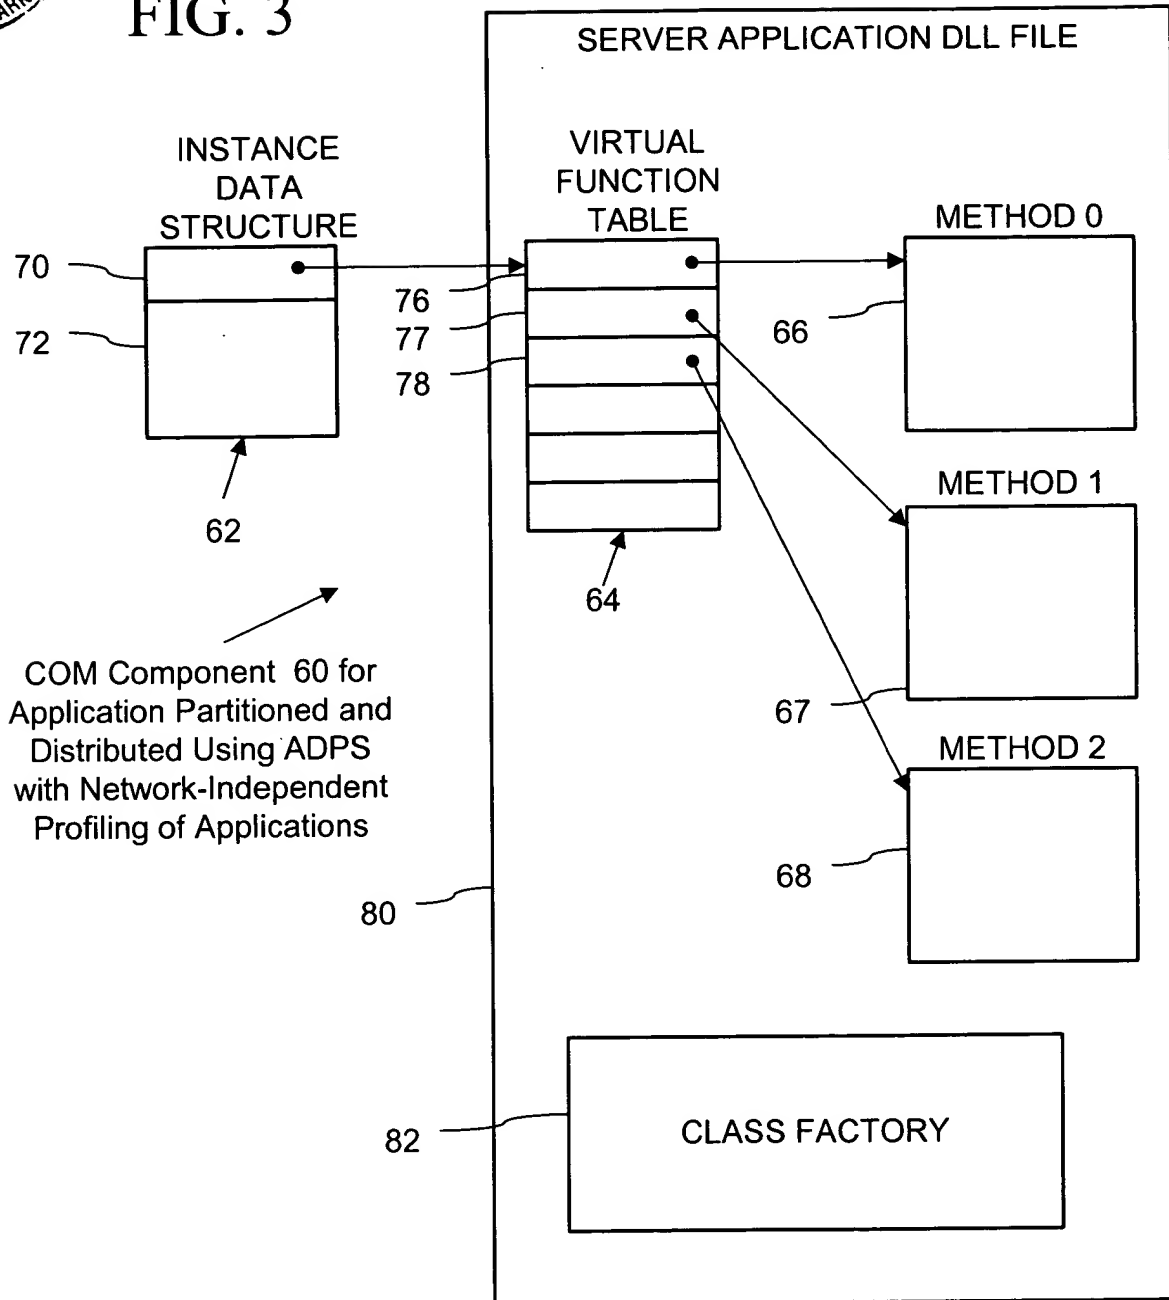 FIG. 3
SERVER APPLICATION DLL FILE
INSTANCE
DATA
STRUCTURE
VIRTUAL
FUNCTION
TABLE
METHOD 0
70
72
76
77
78
66
62
64
METHOD 1
67
COM Component 60 for
Application Partitioned and
Distributed Using ADPS
with Network-Independent
Profiling of Applications
METHOD 2
68
80
82
CLASS FACTORY